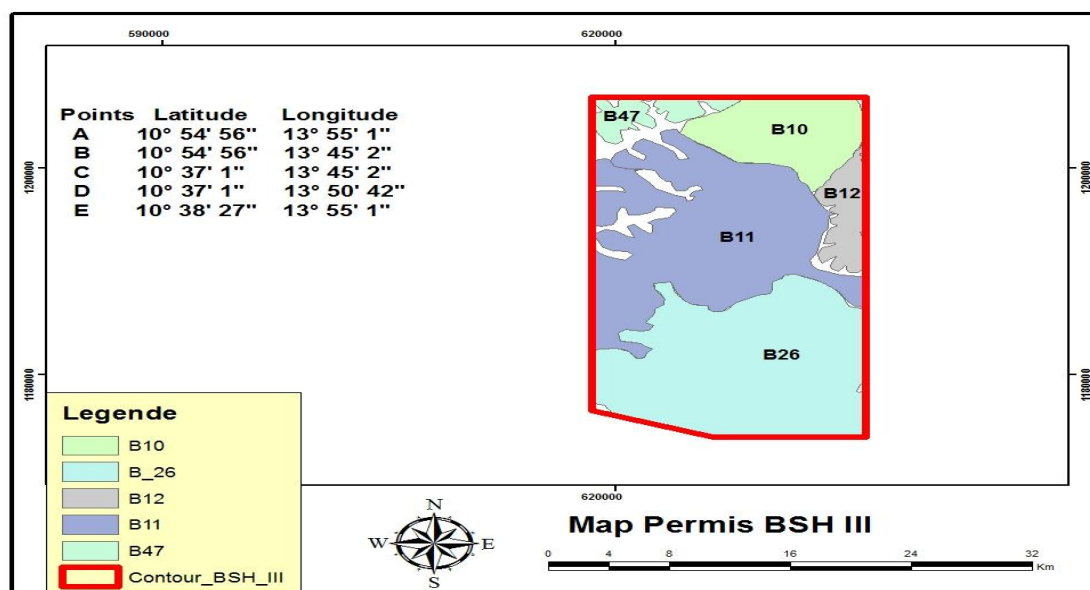 590000 620000
Points Latitude Longitude
A 10° 54' 56" 13° 55' 1"
B 10° 54' 56" 13° 45' 2"
C 10° 37' 1" 13° 45' 2"
D 10° 37' 1" 13° 50' 42"
E 10° 38' 27" 13° 55' 1"
B47
B10
1200000 1200000
B12
B11
B26
1180000 1180000
Legende
B10
B_26
B12
B11
B47
Contour_BSH_III
620000
N
W E
S
Map Permis BSH III
0 4 8 16 24 32
Km